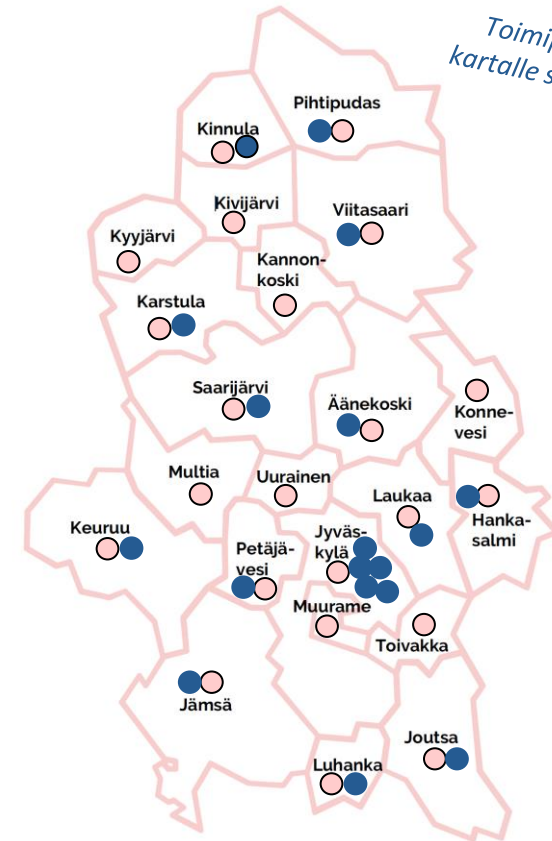 kartalle
Pihtipudas
Kinnula
Kivijärvi
Viitasaari
Kyyjärvi
Kannon-
koski
Karstula
Saarijärvi
Äänekoski
Konne-
vesi
Multia
Uurainen
Laukaa
Hanka-
salmi
Keuruu
Jyväs-
kylä
Petäjä-
vesi
Muurame
Toivakka
Jämsä
Joutsa
Luhanka